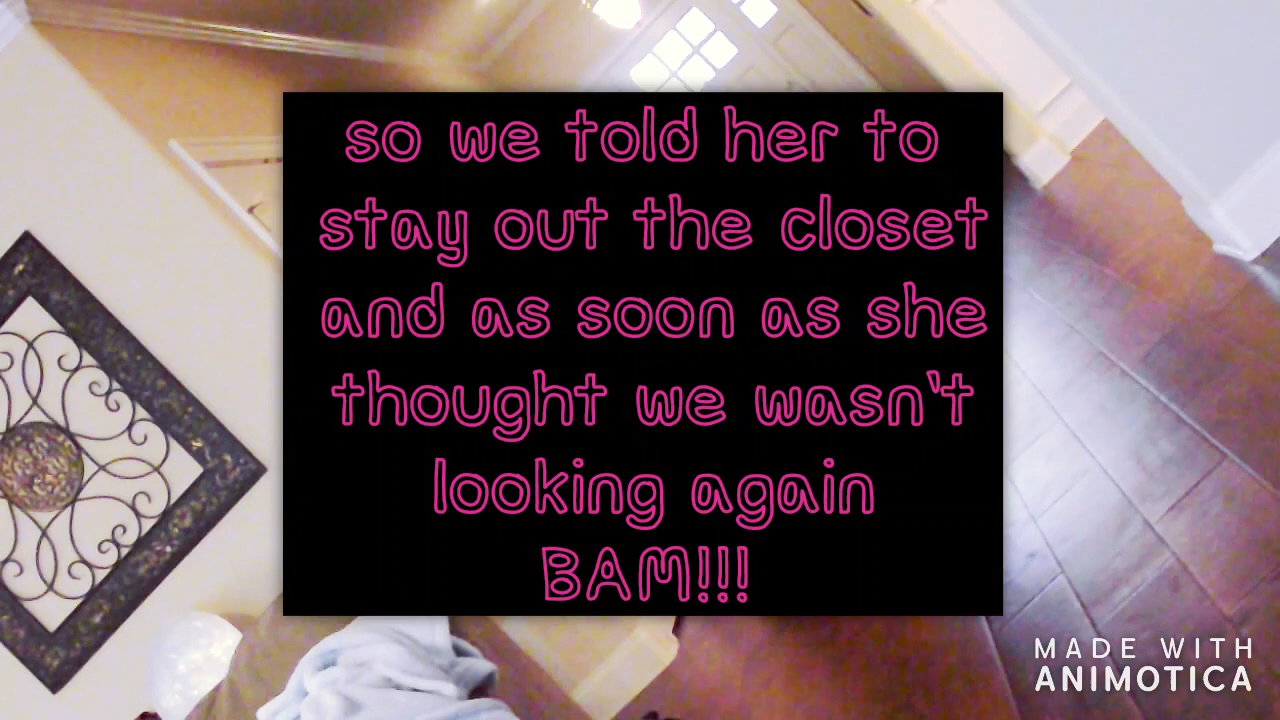 so we told her to
stay out the closet
and as soon as she
thought we wasn't
looking again
BAM!!!
MADE WITH
ANIMOTICA